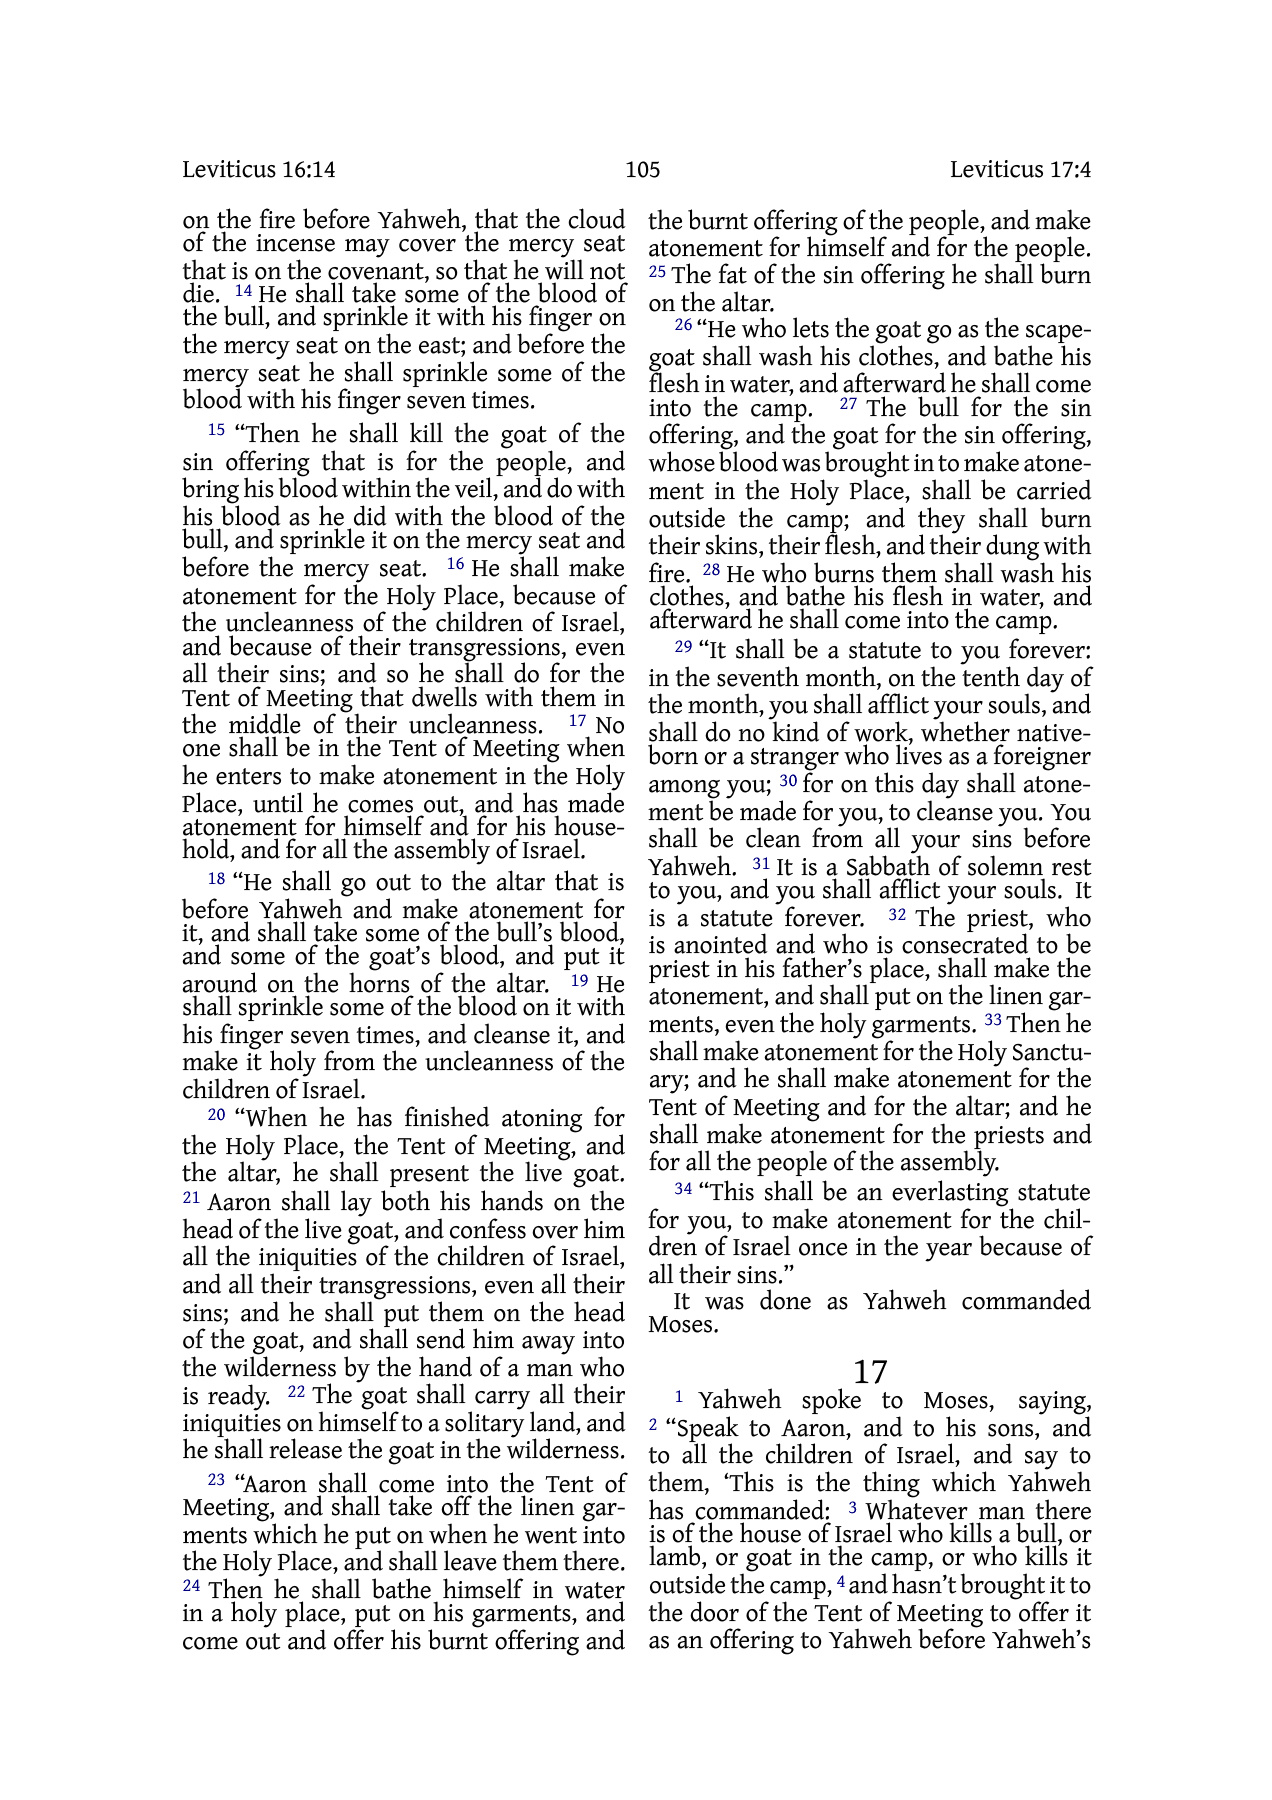 Leviticus 16:14 105 Leviticus 17:4
on the fire before Yahweh, that the cloud
of the incense may cover the mercy seat
that is on the covenant, so that he will not
die. 14 He shall take some of the blood of
the bull, and sprinkle it with his finger on
the mercy seat on the east; and before the
mercy seat he shall sprinkle some of the
blood with his finger seven times.
15 “Then he shall kill the goat of the
sin offering that is for the people, and
bring his blood within the veil, and do with
his blood as he did with the blood of the
bull, and sprinkle it on the mercy seat and
before the mercy seat. 16 He shall make
atonement for the Holy Place, because of
the uncleanness of the children of Israel,
and because of their transgressions, even
all their sins; and so he shall do for the
Tent of Meeting that dwells with them in
the middle of their uncleanness. 17 No
one shall be in the Tent of Meeting when
he enters to make atonement in the Holy
Place, until he comes out, and has made
atonement for himself and for his house-
hold, and for all the assembly of Israel.
18 “He shall go out to the altar that is
before Yahweh and make atonement for
it, and shall take some of the bull’s blood,
and some of the goat’s blood, and put it
around on the horns of the altar. 19 He
shall sprinkle some of the blood on it with
his finger seven times, and cleanse it, and
make it holy from the uncleanness of the
children of Israel.
20 “When he has finished atoning for
the Holy Place, the Tent of Meeting, and
the altar, he shall present the live goat.
21 Aaron shall lay both his hands on the
head of the live goat, and confess over him
all the iniquities of the children of Israel,
and all their transgressions, even all their
sins; and he shall put them on the head
of the goat, and shall send him away into
the wilderness by the hand of a man who
is ready. 22 The goat shall carry all their
iniquities on himself to a solitary land, and
he shall release the goat in the wilderness.
23 “Aaron shall come into the Tent of
Meeting, and shall take off the linen gar-
ments which he put on when he went into
the Holy Place, and shall leave them there.
24 Then he shall bathe himself in water
in a holy place, put on his garments, and
come out and offer his burnt offering and
the burnt offering of the people, and make
atonement for himself and for the people.
25 The fat of the sin offering he shall burn
on the altar.
26 “He who lets the goat go as the scape-
goat shall wash his clothes, and bathe his
flesh in water, and afterward he shall come
into the camp. 27 The bull for the sin
offering, and the goat for the sin offering,
whose blood was brought in to make atone-
ment in the Holy Place, shall be carried
outside the camp; and they shall burn
their skins, their flesh, and their dung with
fire. 28 He who burns them shall wash his
clothes, and bathe his flesh in water, and
afterward he shall come into the camp.
29 “It shall be a statute to you forever:
in the seventh month, on the tenth day of
the month, you shall afflict your souls, and
shall do no kind of work, whether native-
born or a stranger who lives as a foreigner
among you; 30 for on this day shall atone-
ment be made for you, to cleanse you. You
shall be clean from all your sins before
Yahweh. 31 It is a Sabbath of solemn rest
to you, and you shall afflict your souls. It
is a statute forever. 32 The priest, who
is anointed and who is consecrated to be
priest in his father’s place, shall make the
atonement, and shall put on the linen gar-
ments, even the holy garments. 33 Then he
shall make atonement for the Holy Sanctu-
ary; and he shall make atonement for the
Tent of Meeting and for the altar; and he
shall make atonement for the priests and
for all the people of the assembly.
34 “This shall be an everlasting statute
for you, to make atonement for the chil-
dren of Israel once in the year because of
all their sins.”
It was done as Yahweh commanded
Moses.
17
1 Yahweh spoke to Moses, saying,
2 “Speak to Aaron, and to his sons, and
to all the children of Israel, and say to
them, ‘This is the thing which Yahweh
has commanded: 3 Whatever man there
is of the house of Israel who kills a bull, or
lamb, or goat in the camp, or who kills it
outside the camp, 4 and hasn’t brought it to
the door of the Tent of Meeting to offer it
as an offering to Yahweh before Yahweh’s